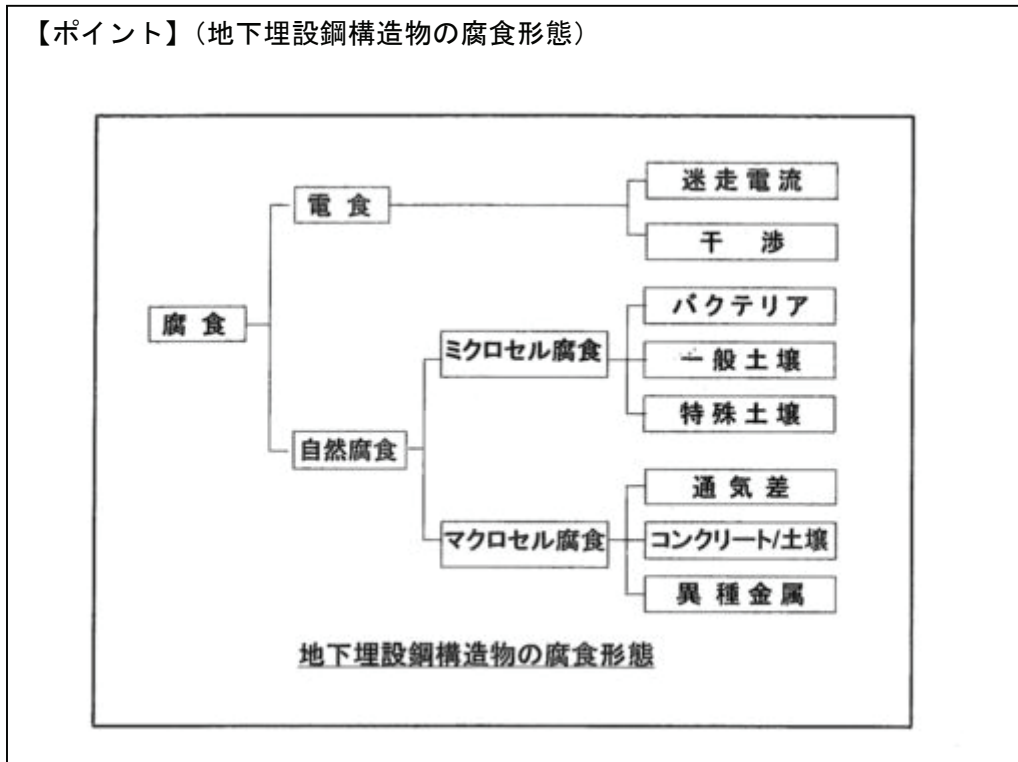 【ポイント】(地下埋設鋼構造物の腐食形態)
迷走電流
電食
干渉
バクテリア
腐食
ミクロセル腐食
一般土壌
特殊土壌
自然腐食
通気差
マクロセル腐食
コンクリート/土壌
異種金属
地下埋設鋼構造物の腐食形態